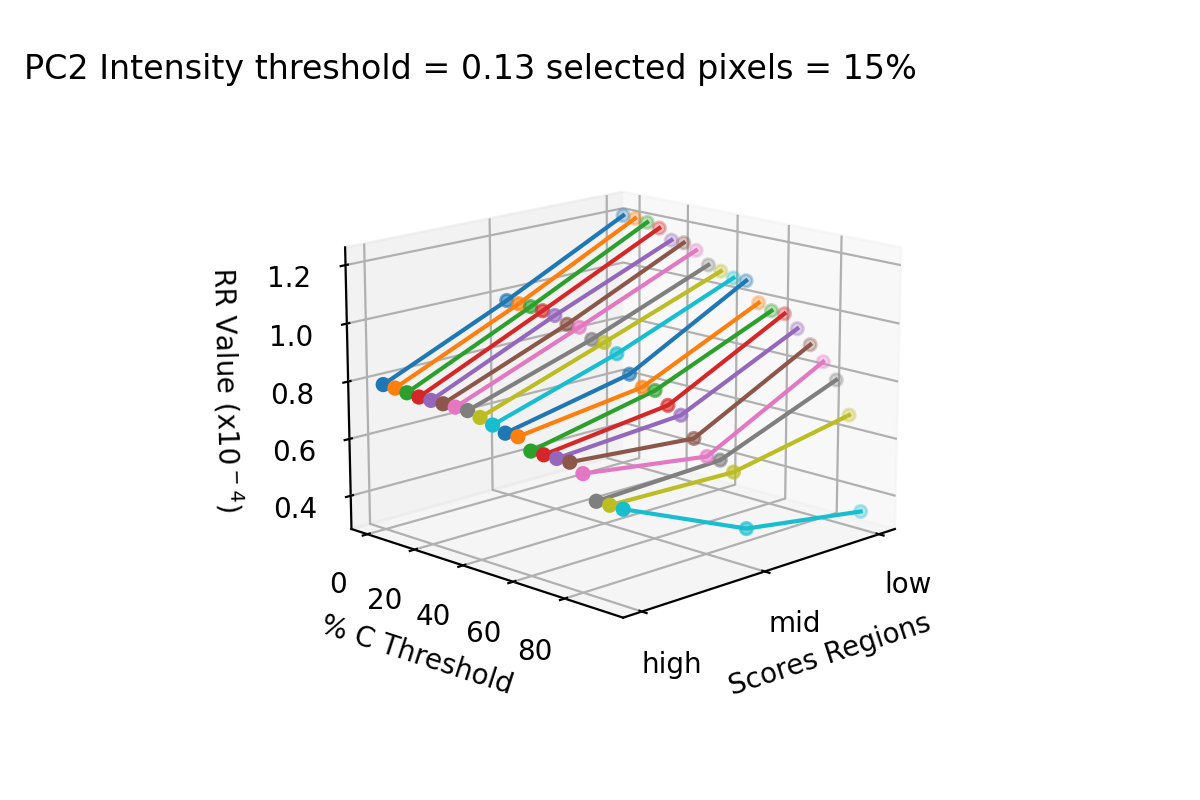 PC2 Intensity threshold = 0.13 selected pixels = 15%
RR Value (x10⁻⁴)
1.2
1.0
0.8
0.6
0.4
0
20
40
60
80
% C Threshold
high
mid
low
Scores Regions